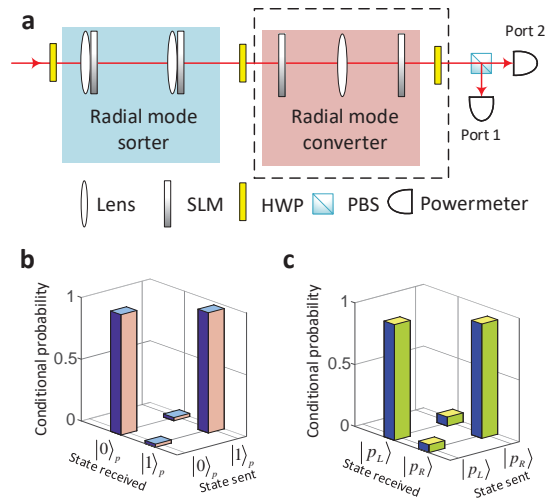 a
Port 2
Port 1
Radial mode
sorter
Radial mode
converter
Lens
SLM
HWP
PBS
Powermeter
b
Conditional probability
1
0.5
0
|0⟩p
|1⟩p
State received
|0⟩p
|1⟩p
State sent
c
Conditional probability
1
0.5
0
|pL⟩
|pR⟩
State received
|pL⟩
|pR⟩
State sent